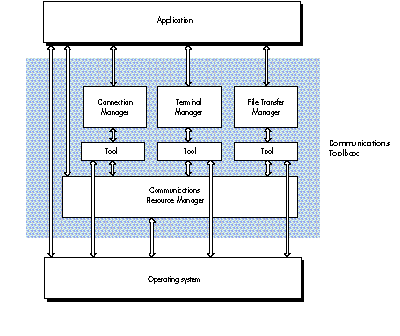 Application
Connection
Manager
Terminal
Manager
File Transfer
Manager
Communications
Toolbox
Tool
Tool
Tool
Communications
Resource Manager
Operating system